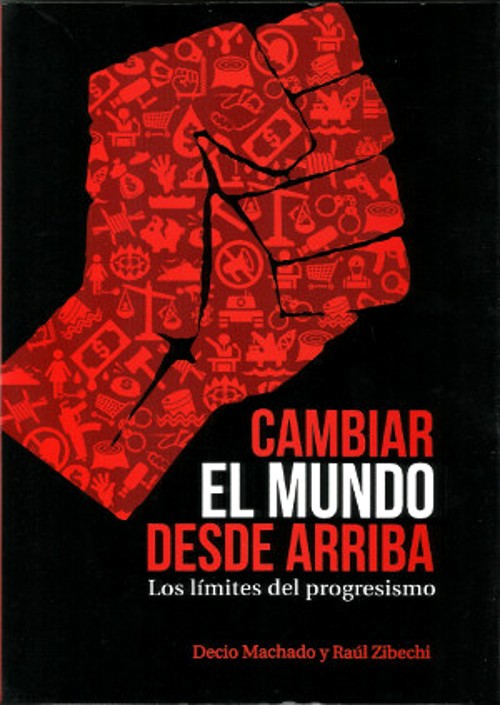 CAMBIAR
EL MUNDO
DESDE ARRIBA
Los límites del progresismo
Decio Machado y Raúl Zibechi